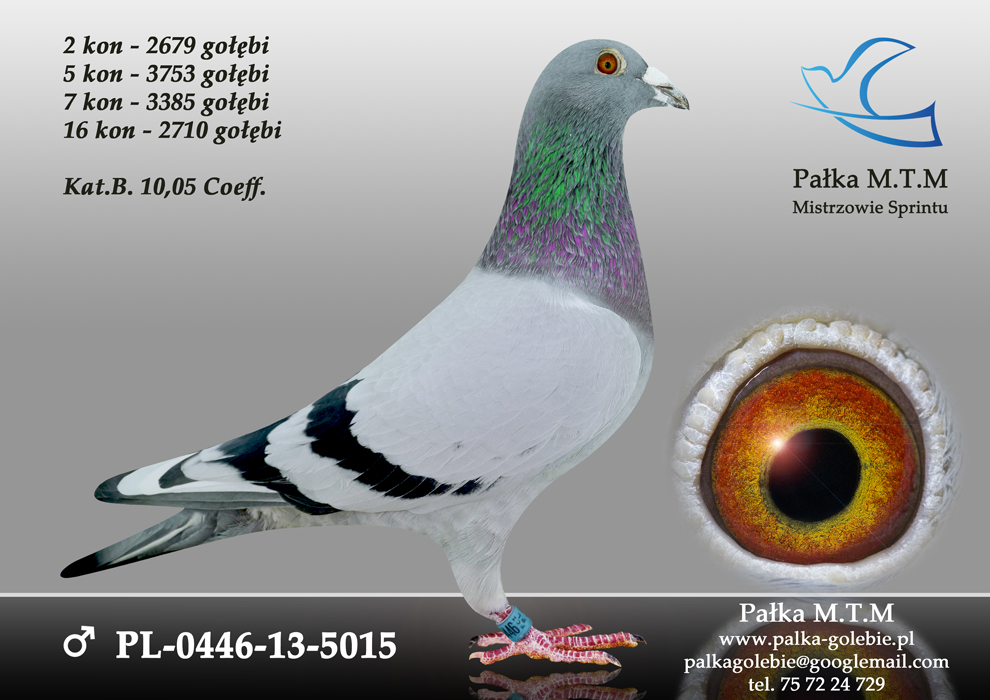 2 kon - 2679 gołębi
5 kon - 3753 gołębi
7 kon - 3385 gołębi
16 kon - 2710 gołębi
Kat.B. 10,05 Coeff.
Pałka M.T.M
Mistrzowie Sprintu
♂ PL-0446-13-5015
Pałka M.T.M
www.palka-golebie.pl
palkagolebie@googlemail.com
tel. 75 72 24 729